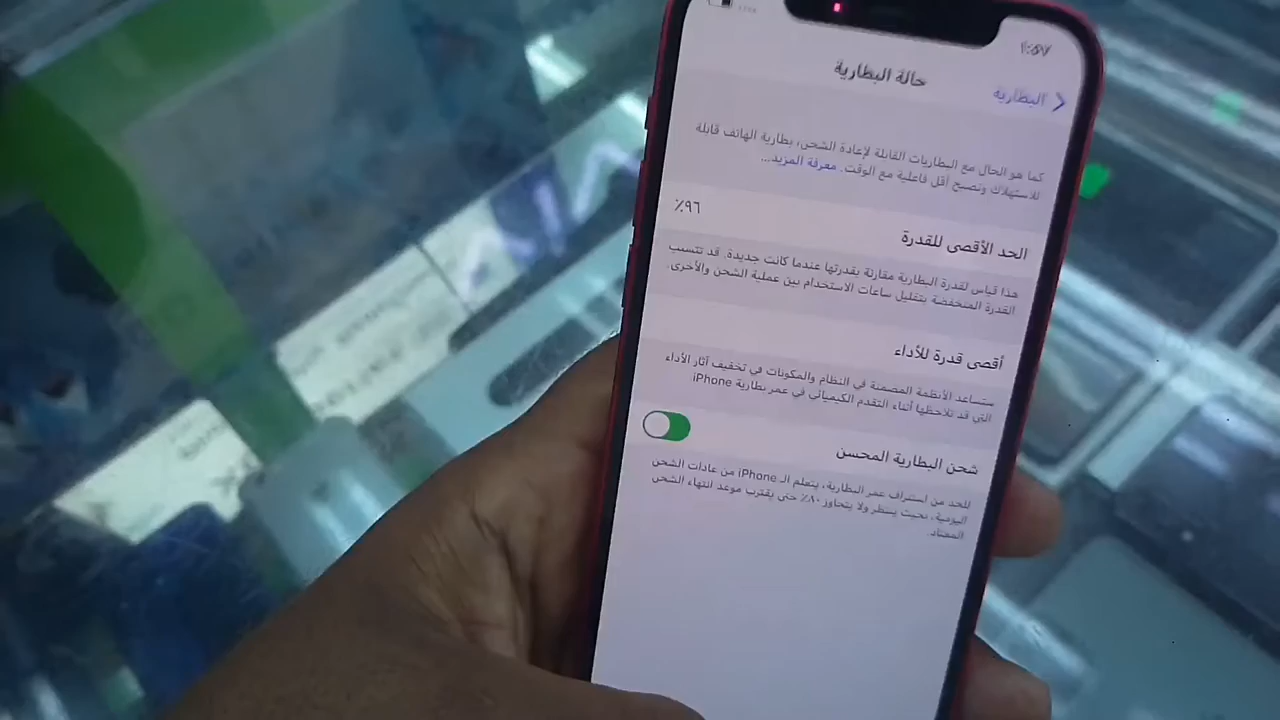 ١:٥٧
البطارية
حالة البطارية
كما هو الحال مع البطاريات القابلة لإعادة الشحن، بطارية الهاتف قابلة
للاستهلاك وتصبح أقل فاعلية مع الوقت. معرفة المزيد...
الحد الأقصى للقدرة ٩٦٪
هذا قياس لقدرة البطارية مقارنة بقدرتها عندما كانت جديدة. قد تتسبب
القدرة المنخفضة بتقليل ساعات الاستخدام بين عملية الشحن والأخرى.
أقصى قدرة للأداء
ستساعد الأنظمة المضمنة في النظام والمكونات في تخفيف آثار الأداء
التي قد تلاحظها أثناء التقدم الكيميائي في عمر بطارية iPhone
شحن البطارية المحسن
للحد من استنزاف عمر البطارية، يتعلم الـ iPhone من عادات الشحن
اليومية، بحيث ينتظر ولا يتجاوز ٨٠٪ حتى يقترب موعد انتهاء الشحن
المعتاد.